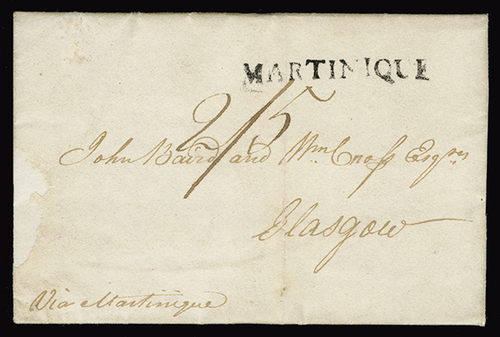 MARTINIQUE
2/5
John Baird and Wm Cross Esqrs
Glasgow
Via Martinique